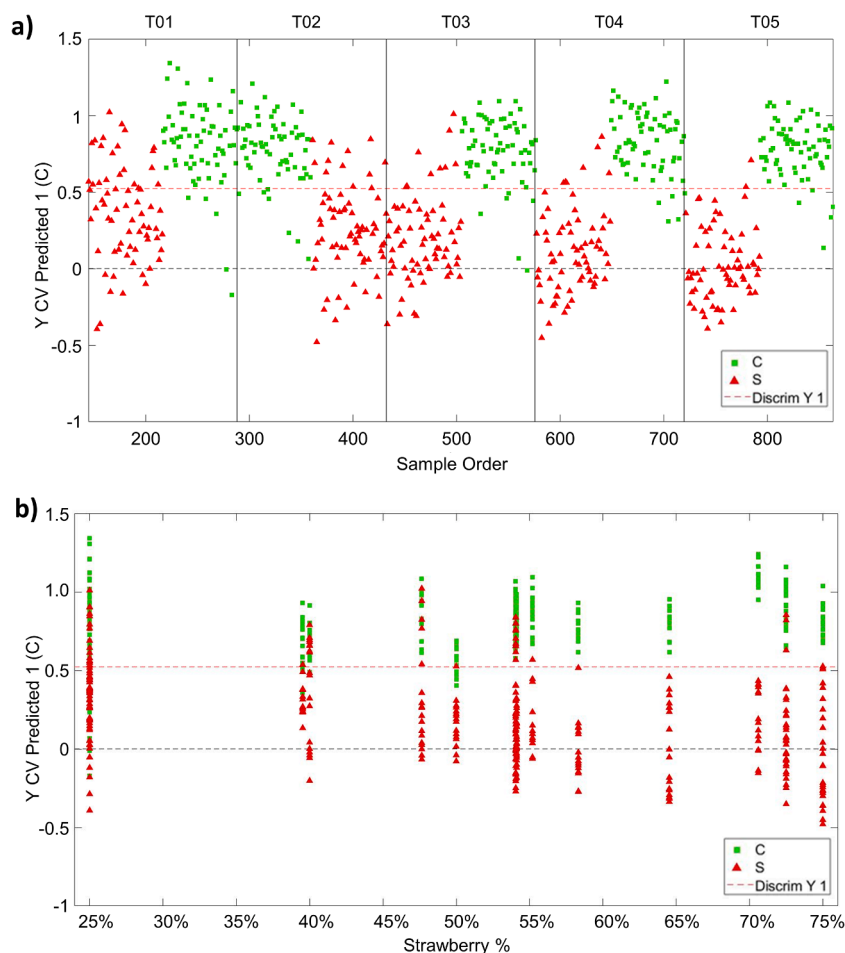 a)
T01 T02 T03 T04 T05
1.5
1
0.5
0
-0.5
-1
Y CV Predicted 1 (C)
C
S
Discrim Y 1
200 300 400 500 600 700 800
Sample Order
b)
1.5
1.0
0.5
0
-0.5
-1
Y CV Predicted 1 (C)
C
S
Discrim Y 1
25% 30% 35% 40% 45% 50% 55% 60% 65% 70% 75%
Strawberry %